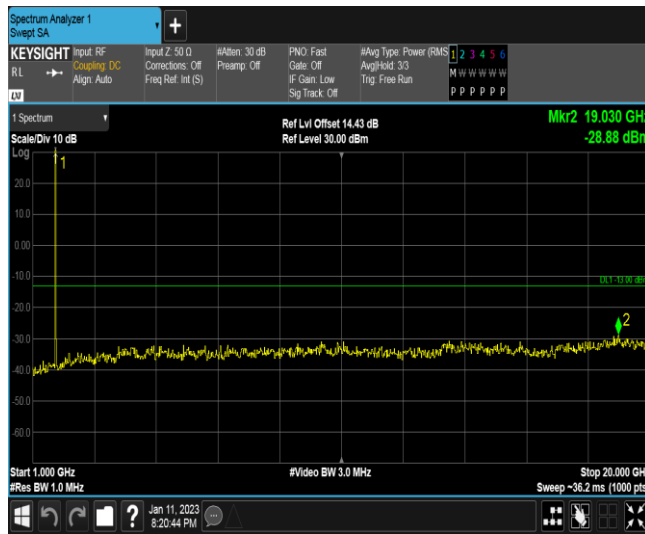 Spectrum Analyzer 1
Swept SA
+
KEYSIGHT Input: RF Input Z: 50 Ω #Atten: 30 dB PNO: Fast #Avg Type: Power (RMS 1 2 3 4 5 6
RL Coupling: DC Corrections: Off Preamp: Off Gate: Off Avg|Hold: 3/3 M W W W W W
Align: Auto Freq Ref: Int (S) IF Gain: Low Trig: Free Run
Sig Track: Off P P P P P P
LXI
1 Spectrum Ref Lvl Offset 14.43 dB Mkr2 19.030 GHz
Scale/Div 10 dB Ref Level 30.00 dBm -28.88 dBm
Log
1
20.0
10.0
0.00
-10.0
DL1 -13.00 dB
-20.0
2
-30.0
-40.0
-50.0
-60.0
Start 1.000 GHz #Video BW 3.0 MHz Stop 20.000 GH
#Res BW 1.0 MHz Sweep ~36.2 ms (1000 pts
? Jan 11, 2023
8:20:44 PM